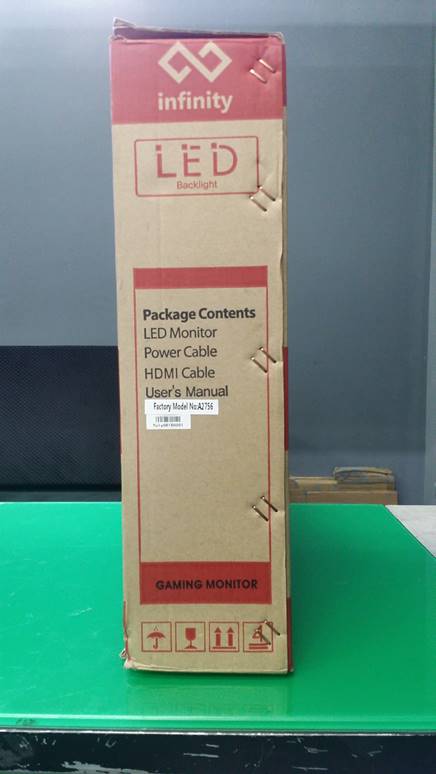 infinity
LED
Backlight
Package Contents
LED Monitor
Power Cable
HDMI Cable
User's Manual
Factory Model No:A2756
GAMING MONITOR